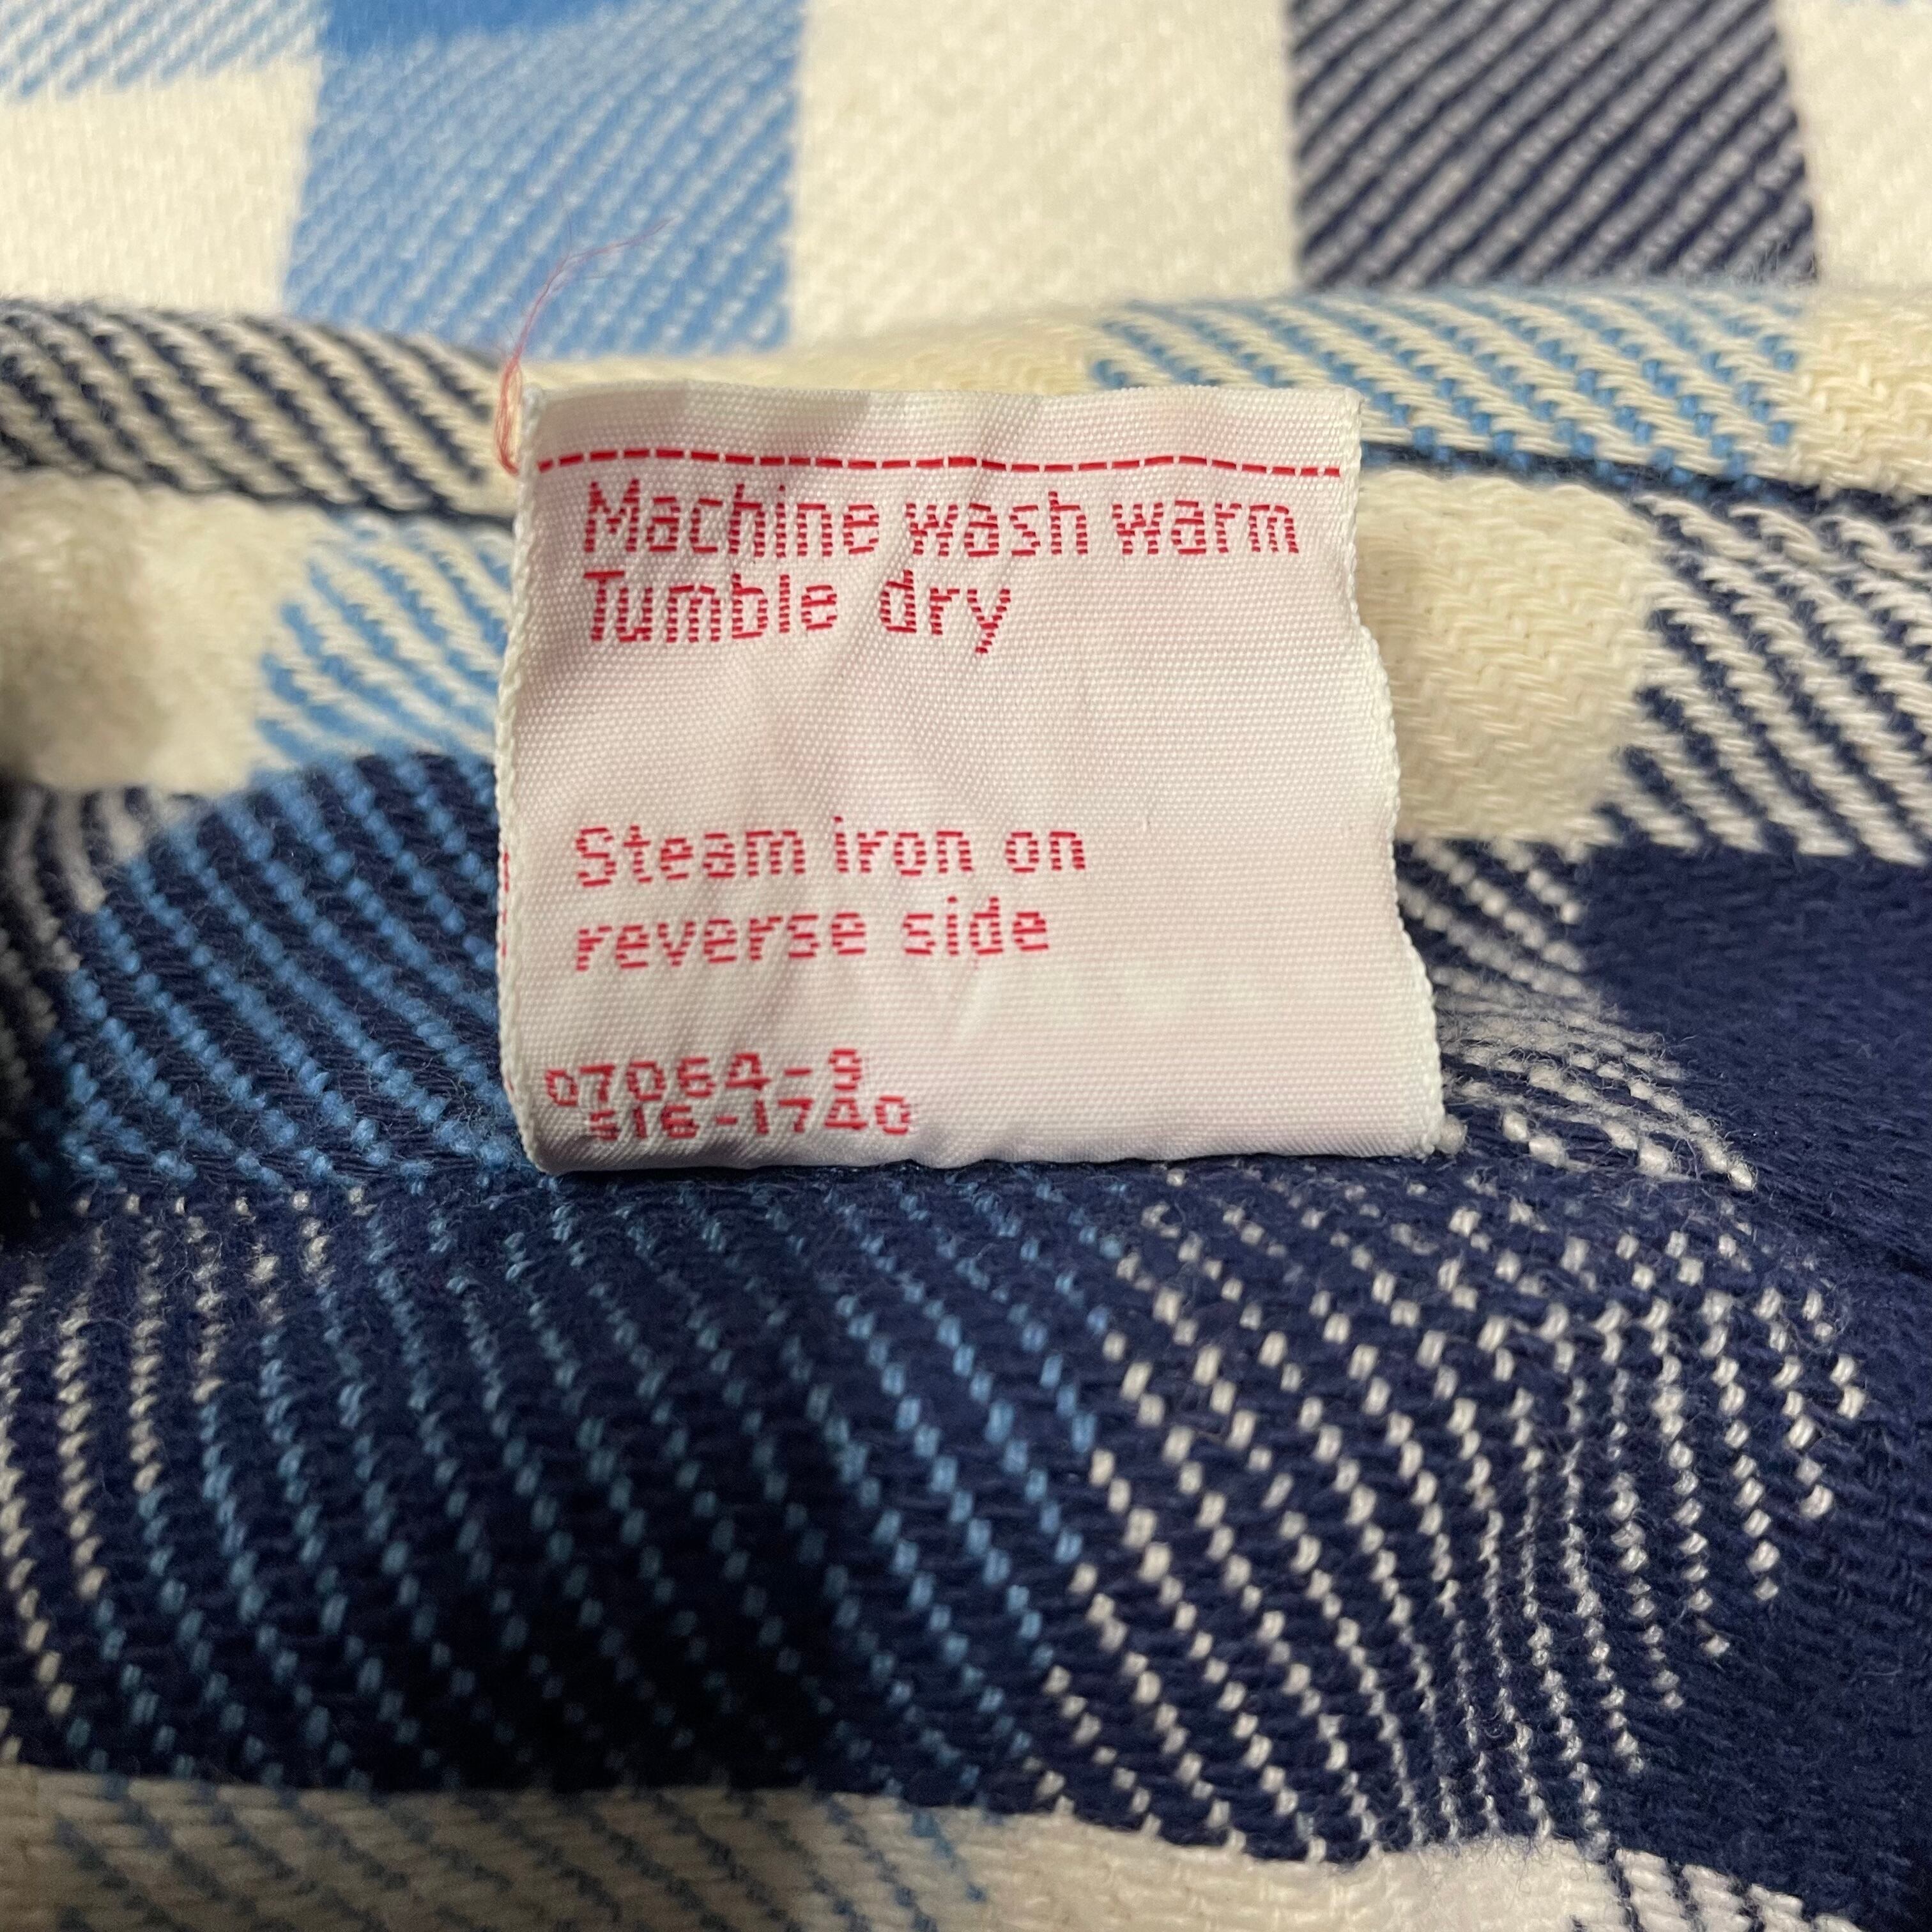 Machine wash warm
Tumble dry
Steam iron on
reverse side
07064-9
516-1740